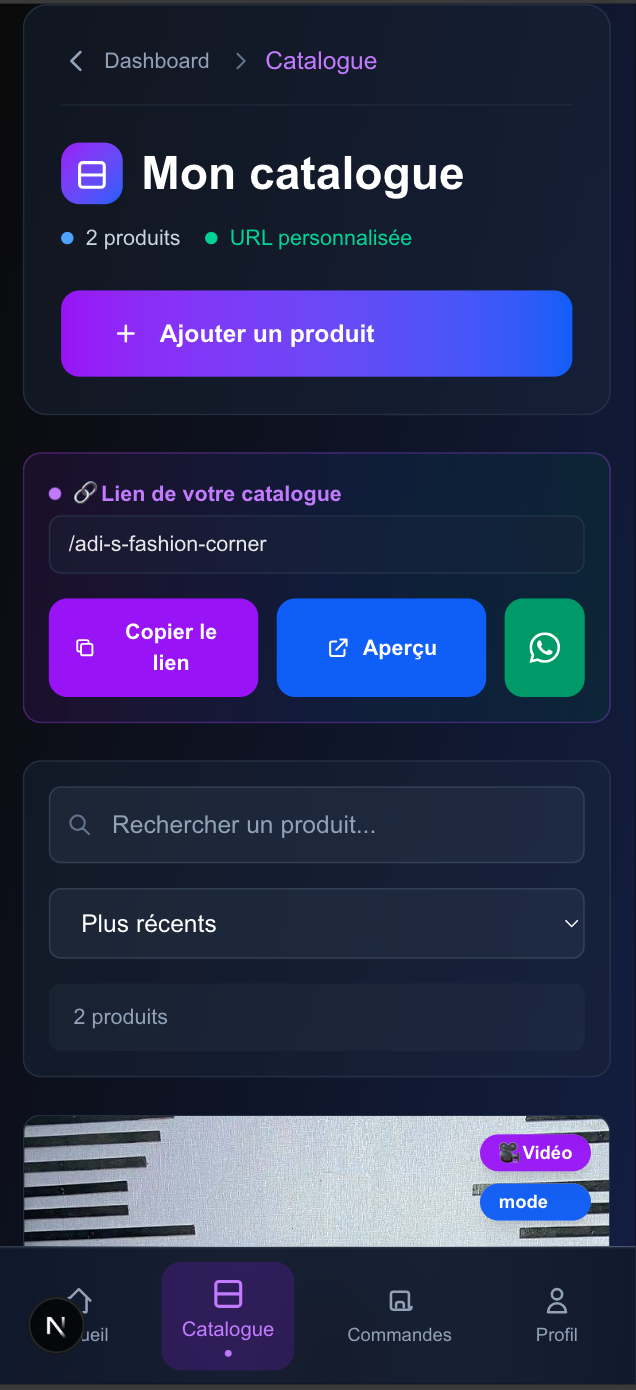 Dashboard
Catalogue
Mon catalogue
2 produits
URL personnalisée
Ajouter un produit
Lien de votre catalogue
/adi-s-fashion-corner
Copier le
lien
Aperçu
Rechercher un produit...
Plus récents
2 produits
Vidéo
mode
N
ueil
Catalogue
Commandes
Profil